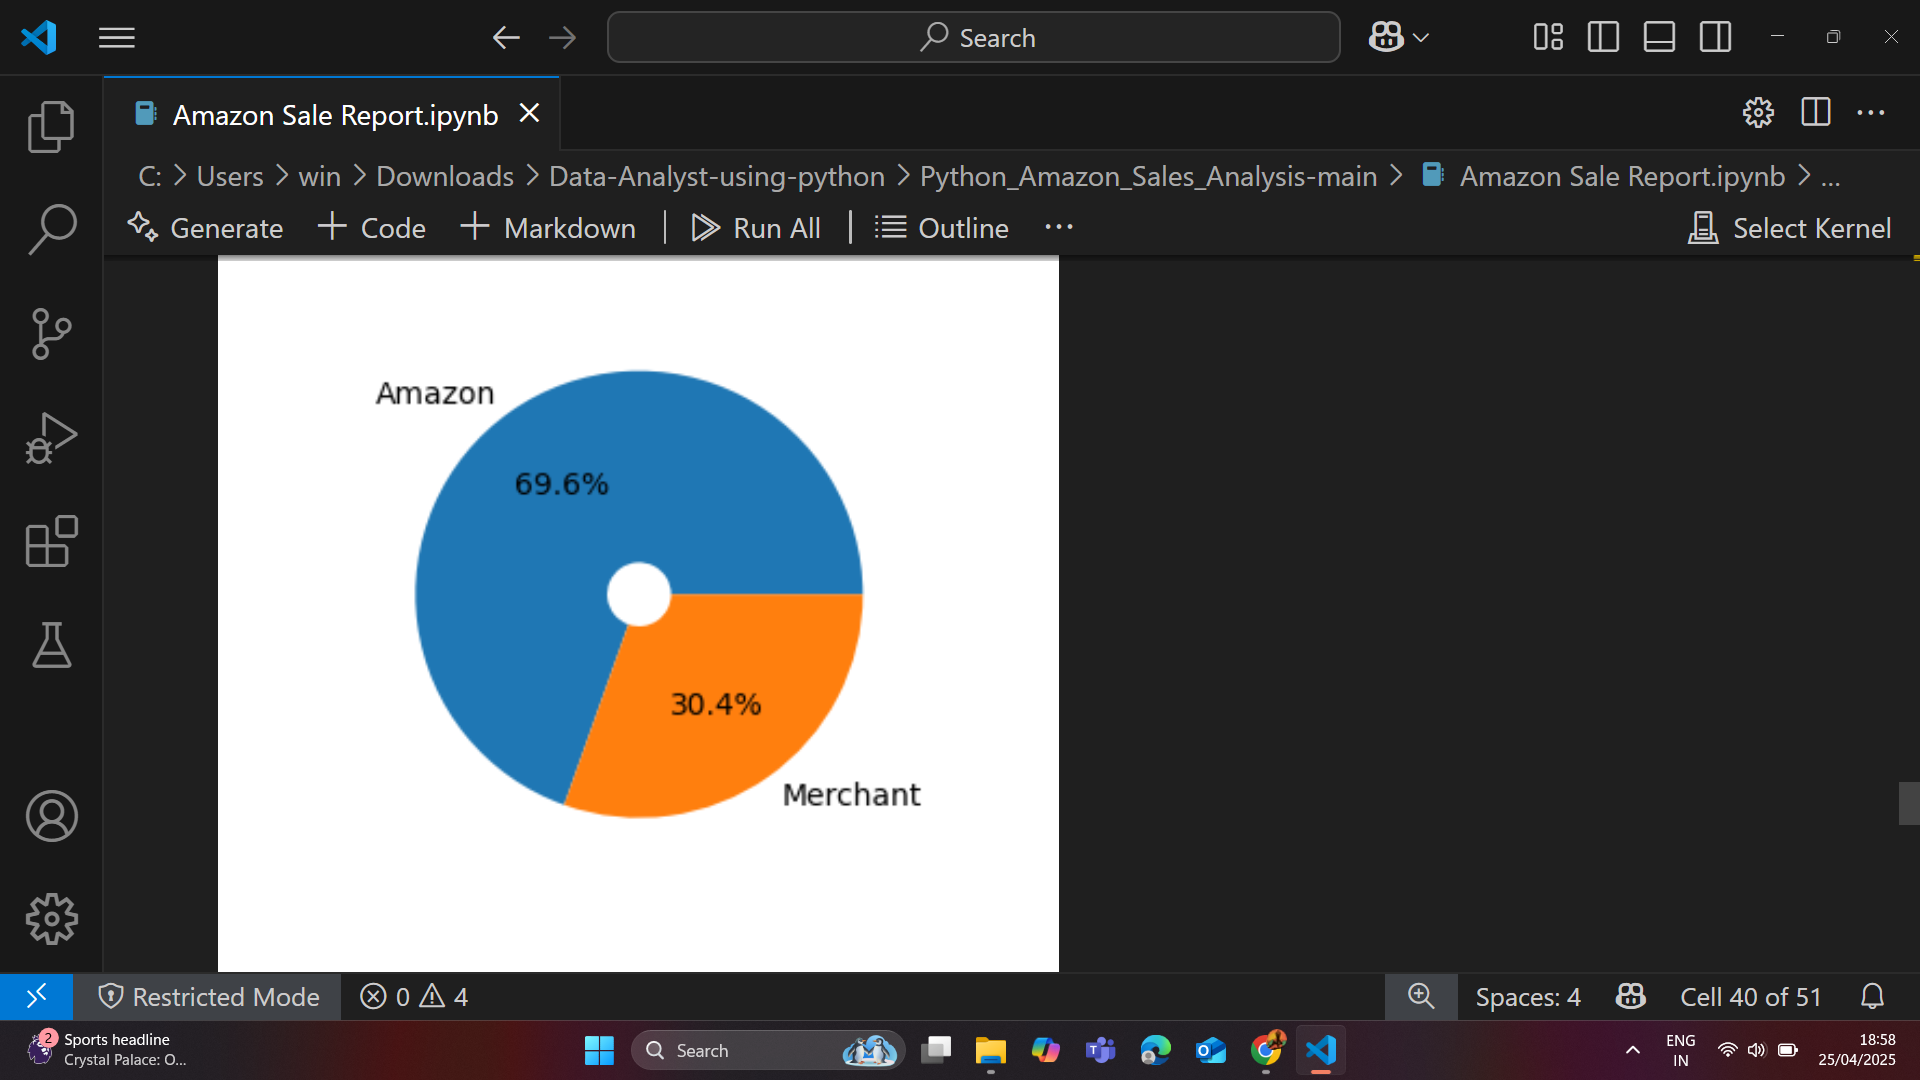 Search
Amazon Sale Report.ipynb
C: > Users > win > Downloads > Data-Analyst-using-python > Python_Amazon_Sales_Analysis-main > Amazon Sale Report.ipynb > ...
Generate + Code + Markdown | Run All | Outline ... Select Kernel
Amazon
69.6%
30.4%
Merchant
Restricted Mode 0 4 Spaces: 4 Cell 40 of 51
2 Sports headline
Crystal Palace: O...
Search
ENG
IN
18:58
25/04/2025